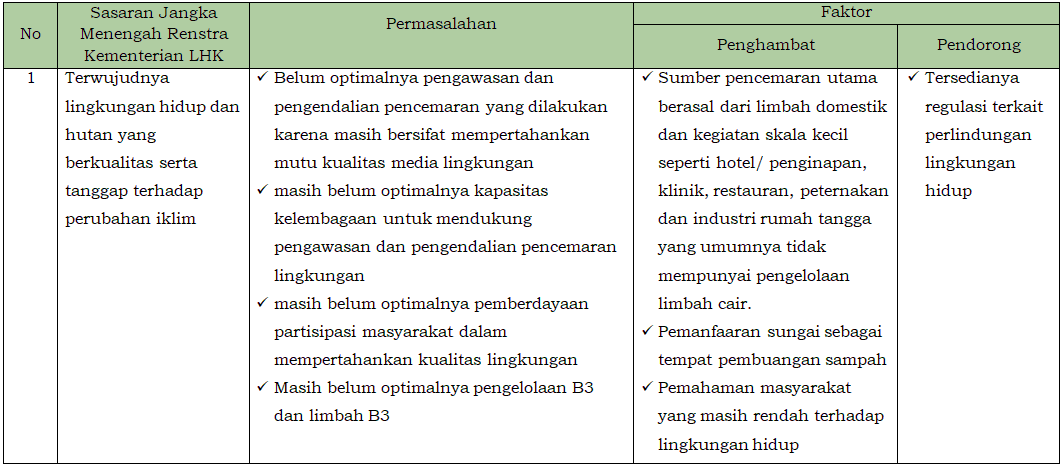 No
Sasaran Jangka
Menengah Renstra
Kementerian LHK
Permasalahan
Faktor
Penghambat
Pendorong
1
Terwujudnya
lingkungan hidup dan
hutan yang
berkualitas serta
tanggap terhadap
perubahan iklim
✓ Belum optimalnya pengawasan dan
pengendalian pencemaran yang dilakukan
karena masih bersifat mempertahankan
mutu kualitas media lingkungan
✓ masih belum optimalnya kapasitas
kelembagaan untuk mendukung
pengawasan dan pengendalian pencemaran
lingkungan
✓ masih belum optimalnya pemberdayaan
partisipasi masyarakat dalam
mempertahankan kualitas lingkungan
✓ Masih belum optimalnya pengelolaan B3
dan limbah B3
✓ Sumber pencemaran utama
berasal dari limbah domestik
dan kegiatan skala kecil
seperti hotel/ penginapan,
klinik, restauran, peternakan
dan industri rumah tangga
yang umumnya tidak
mempunyai pengelolaan
limbah cair.
✓ Pemanfaaran sungai sebagai
tempat pembuangan sampah
✓ Pemahaman masyarakat
yang masih rendah terhadap
lingkungan hidup
✓ Tersedianya
regulasi terkait
perlindungan
lingkungan
hidup